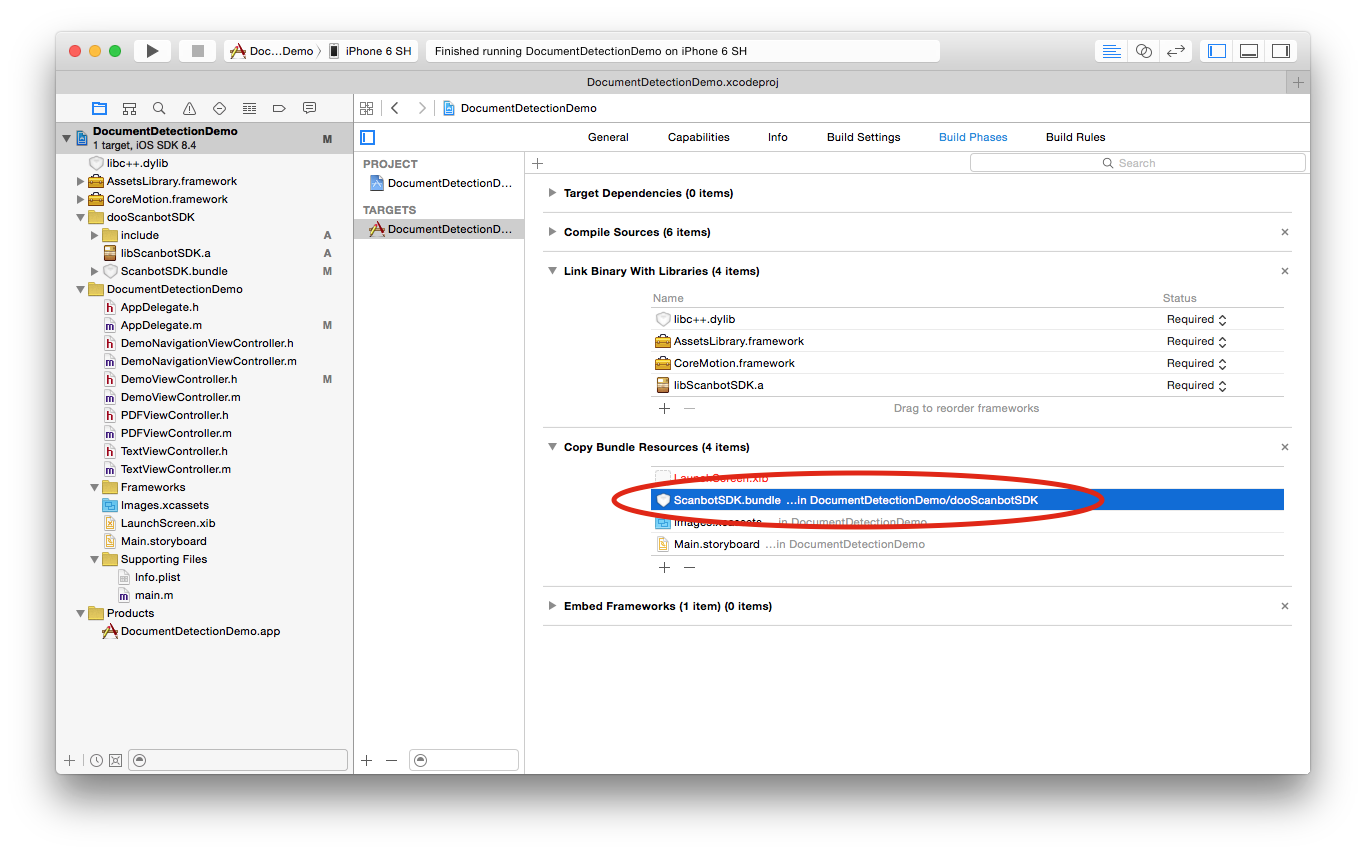 Doc...Demo
iPhone 6 SH
Finished running DocumentDetectionDemo on iPhone 6 SH
DocumentDetectionDemo.xcodeproj
DocumentDetectionDemo
DocumentDetectionDemo
1 target, iOS SDK 8.4
M
libc++.dylib
AssetsLibrary.framework
CoreMotion.framework
dooScanbotSDK
include A
libScanbotSDK.a A
ScanbotSDK.bundle M
DocumentDetectionDemo
h AppDelegate.h
m AppDelegate.m M
h DemoNavigationViewController.h
m DemoNavigationViewController.m
h DemoViewController.h M
m DemoViewController.m
h PDFViewController.h
m PDFViewController.m
h TextViewController.h
m TextViewController.m
Frameworks
Images.xcassets
LaunchScreen.xib
Main.storyboard
Supporting Files
Info.plist
m main.m
Products
DocumentDetectionDemo.app
General Capabilities Info Build Settings Build Phases Build Rules
PROJECT
DocumentDetectionD...
TARGETS
DocumentDetectionD...
Search
Target Dependencies (0 items)
Compile Sources (6 items)
Link Binary With Libraries (4 items)
Name Status
libc++.dylib Required
AssetsLibrary.framework Required
CoreMotion.framework Required
libScanbotSDK.a Required
Drag to reorder frameworks
Copy Bundle Resources (4 items)
LaunchScreen.xib
ScanbotSDK.bundle ...in DocumentDetectionDemo/dooScanbotSDK
Images.xcassets ...in DocumentDetectionDemo
Main.storyboard ...in DocumentDetectionDemo
Embed Frameworks (1 item) (0 items)